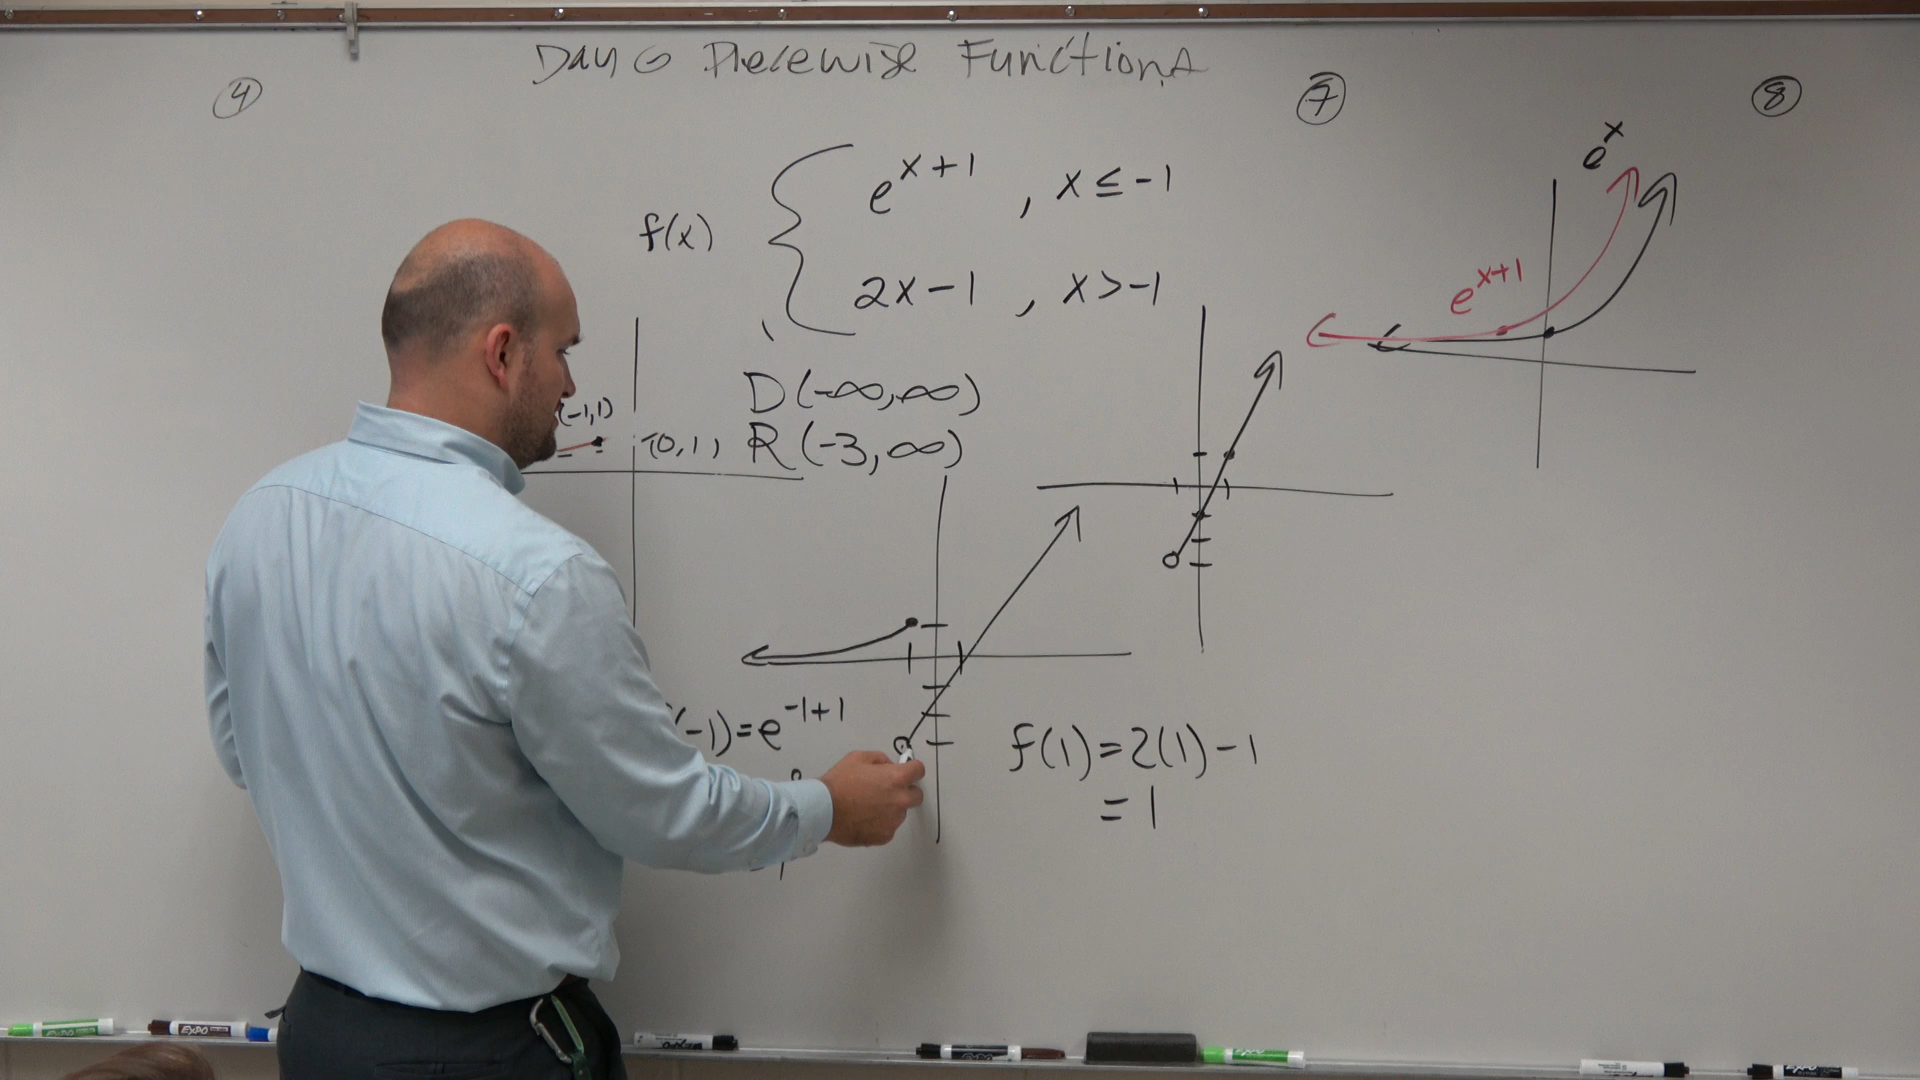 Day 6 Piecewise Functions
4
7
8
f(x)
e^{x+1} , x ≤ -1
2x-1 , x > -1
D(-∞,∞)
R(-3,∞)
(-1,1)
(0,1)
e^x
e^{x+1}
(-1)=e^{-1+1}
f(1)=2(1)-1
= 1
EXPO
EXPO